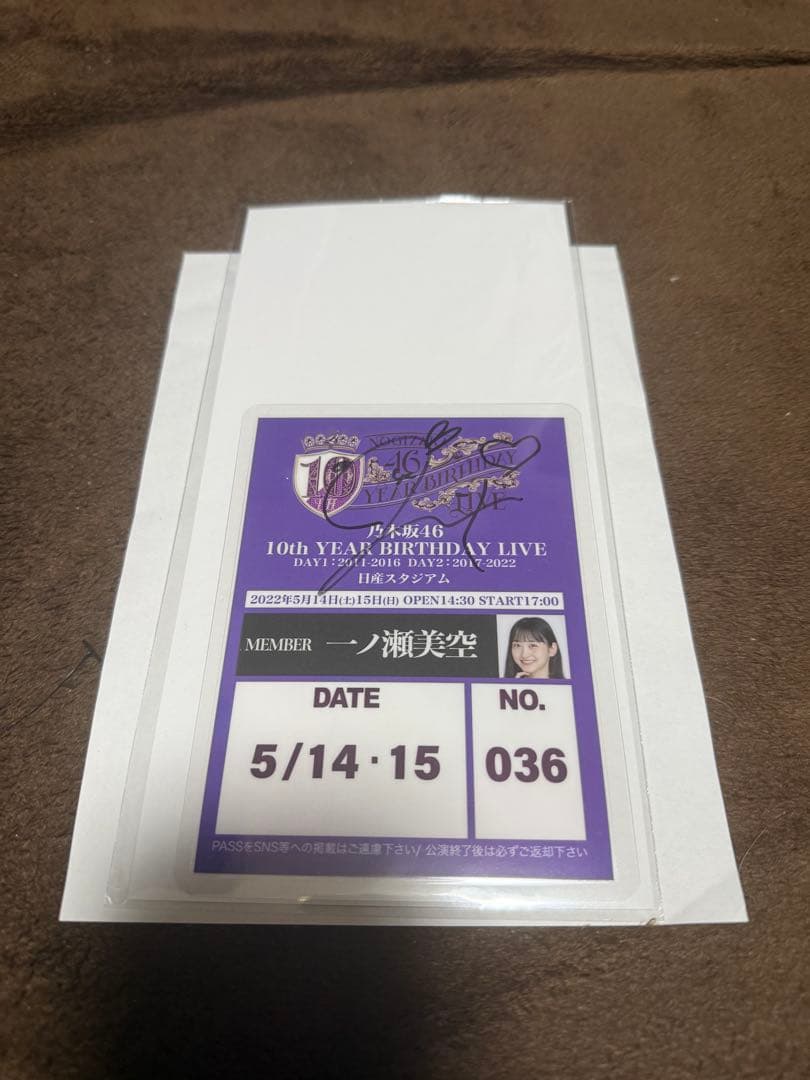 10
TH
NOGIZA
46
YEAR BIRTHDAY
LIVE
乃木坂46
10th YEAR BIRTHDAY LIVE
DAY1：2011-2016 DAY2：2017-2022
日産スタジアム
2022年5月14日(土)15日(日) OPEN14:30 START17:00
MEMBER 一ノ瀬美空
DATE
NO.
5/14・15
036
PASSをSNS等への掲載はご遠慮下さい/ 公演終了後は必ずご返却下さい